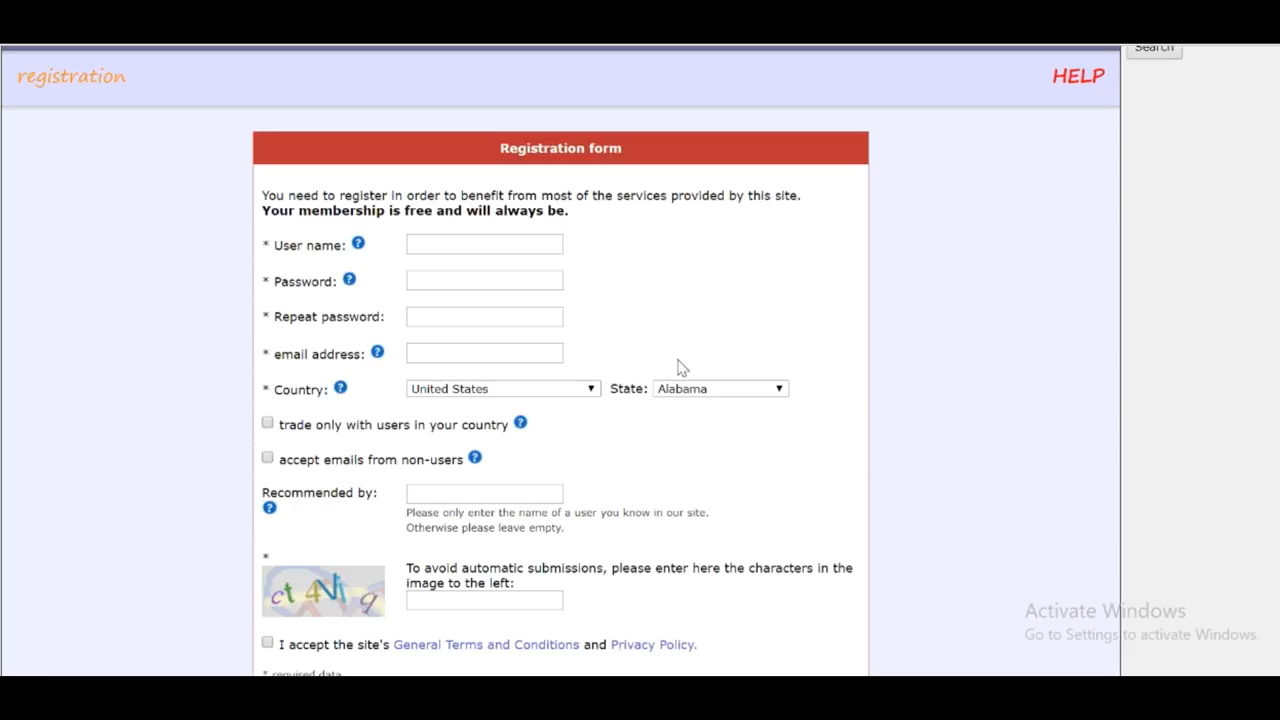 Search
registration
HELP
Registration form
You need to register in order to benefit from most of the services provided by this site.
Your membership is free and will always be.
* User name: ?
* Password: ?
* Repeat password:
* email address: ?
* Country: ? United States ▼ State: Alabama ▼
trade only with users in your country ?
accept emails from non-users ?
Recommended by:
?
Please only enter the name of a user you know in our site.
Otherwise please leave empty.
*
To avoid automatic submissions, please enter here the characters in the
image to the left:
I accept the site's General Terms and Conditions and Privacy Policy.
* required data
Activate Windows
Go to Settings to activate Windows.